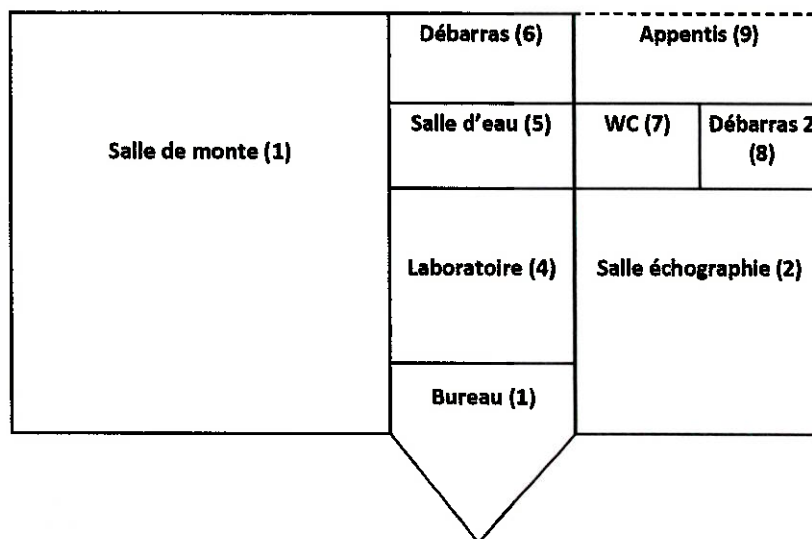 Débarras (6)
Appentis (9)
Salle de monte (1)
Salle d'eau (5)
WC (7)
Débarras 2
(8)
Laboratoire (4)
Salle échographie (2)
Bureau (1)